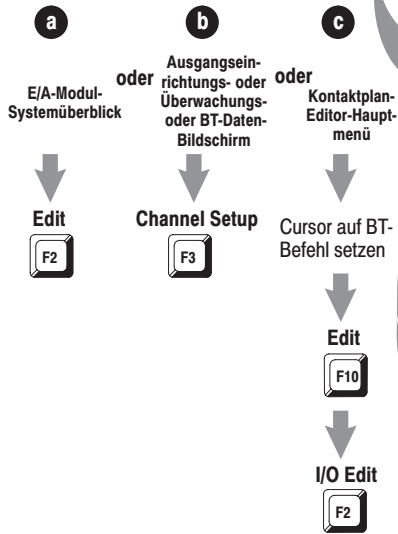 a
E/A-Modul-
Systemüberblick
Edit
F2
oder
b
Ausgangsein-
richtungs- oder
Überwachungs-
oder BT-Daten-
Bildschirm
Channel Setup
F3
oder
c
Kontaktplan-
Editor-Haupt-
menü
Cursor auf BT-
Befehl setzen
Edit
F10
I/O Edit
F2